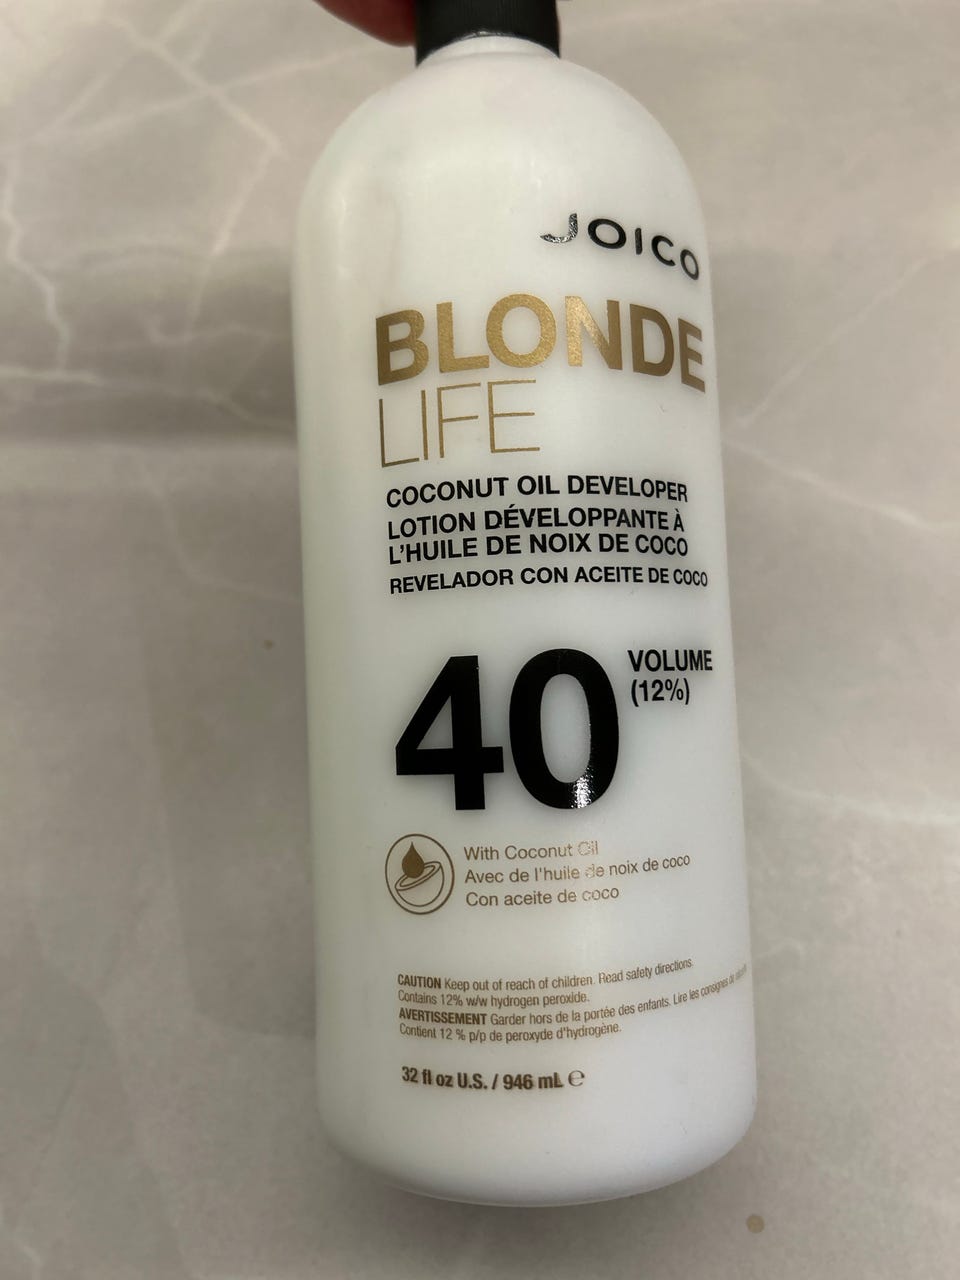 JOICO
BLONDE
LIFE
COCONUT OIL DEVELOPER
LOTION DÉVELOPPANTE À
L'HUILE DE NOIX DE COCO
REVELADOR CON ACEITE DE COCO
40 VOLUME
(12%)
With Coconut Oil
Avec de l'huile de noix de coco
Con aceite de coco
CAUTION Keep out of reach of children. Read safety directions.
Contains 12% w/w hydrogen peroxide.
AVERTISSEMENT Garder hors de la portée des enfants. Lire les consignes de
Contient 12 % p/p de peroxyde d'hydrogène.
32 fl oz U.S. / 946 mL ℮